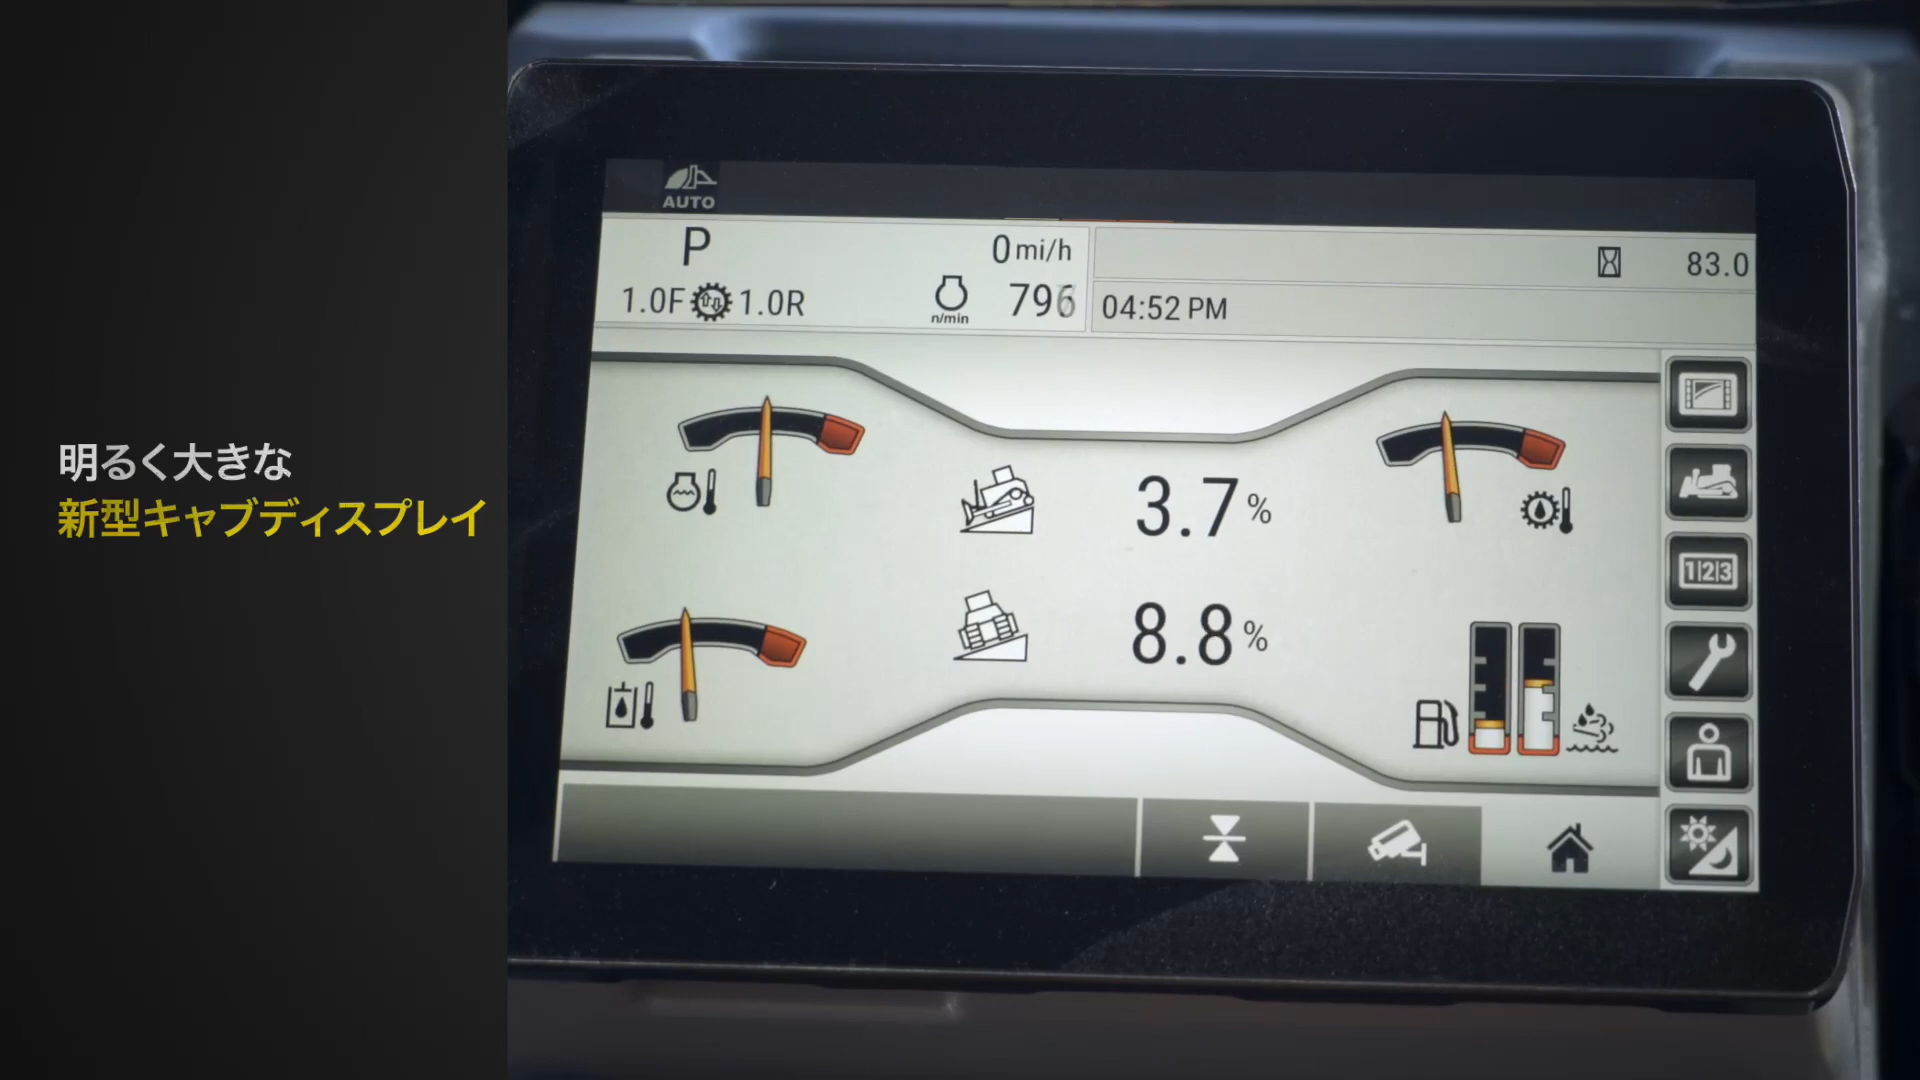 明るく大きな
新型キャブディスプレイ
AUTO
P
0 mi/h
83.0
1.0F 1.0R
n/min
796
04:52 PM
3.7 %
8.8 %
1|2|3